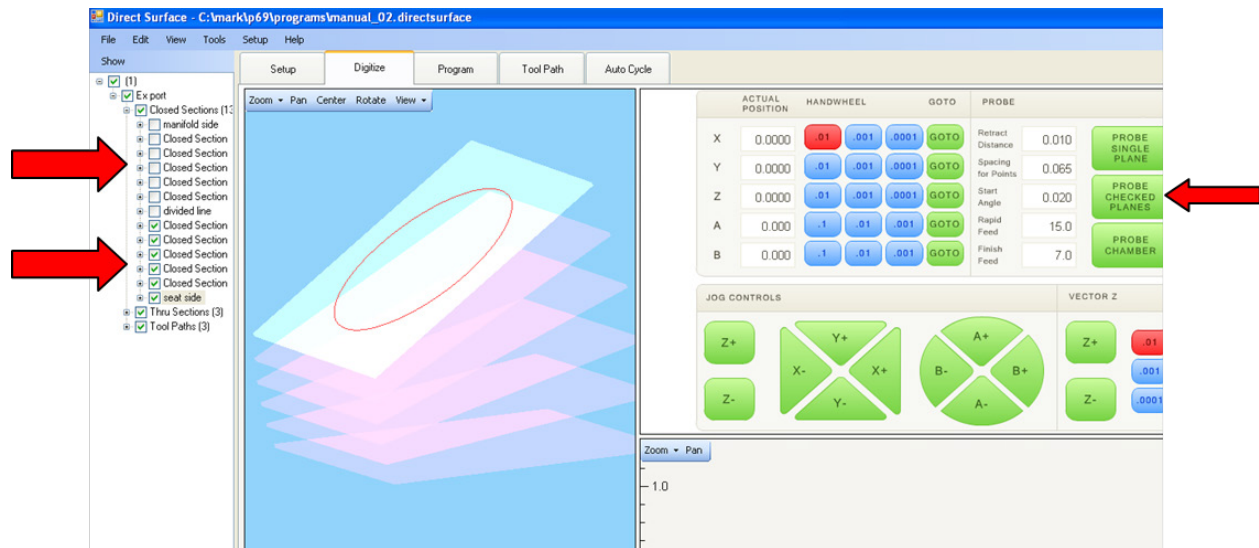 Direct Surface - C:\mark\p69\programs\manual_02.directsurface
File Edit View Tools Setup Help
Show
(1)
Ex port
Closed Sections (13
manifold side
Closed Section
Closed Section
Closed Section
Closed Section
Closed Section
divided line
Closed Section
Closed Section
Closed Section
Closed Section
Closed Section
seat side
Thru Sections (3)
Tool Paths (3)
Setup Digitize Program Tool Path Auto Cycle
Zoom Pan Center Rotate View
ACTUAL POSITION HANDWHEEL GOTO PROBE
X 0.0000 .01 .001 .0001 GOTO
Y 0.0000 .01 .001 .0001 GOTO
Z 0.0000 .01 .001 .0001 GOTO
A 0.000 .1 .01 .001 GOTO
B 0.000 .1 .01 .001 GOTO
Retract Distance 0.010
Spacing for Points 0.065
Start Angle 0.020
Rapid Feed 15.0
Finish Feed 7.0
PROBE SINGLE PLANE
PROBE CHECKED PLANES
PROBE CHAMBER
JOG CONTROLS
Z+
Z-
Y+
X- X+
Y-
A+
B- B+
A-
VECTOR Z
Z+ .01
.001
Z- .0001
Zoom Pan
1.0